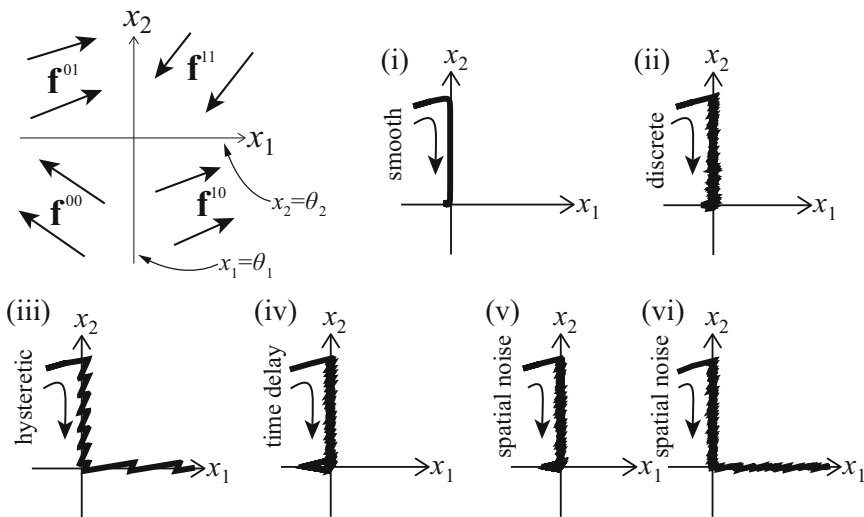 x₂
f⁰¹
f¹¹
x₁
f⁰⁰
f¹⁰
x₂=θ₂
x₁=θ₁
(i)
x₂
smooth
x₁
(ii)
x₂
discrete
x₁
(iii)
x₂
hysteretic
x₁
(iv)
x₂
time delay
x₁
(v)
x₂
spatial noise
x₁
(vi)
x₂
spatial noise
x₁